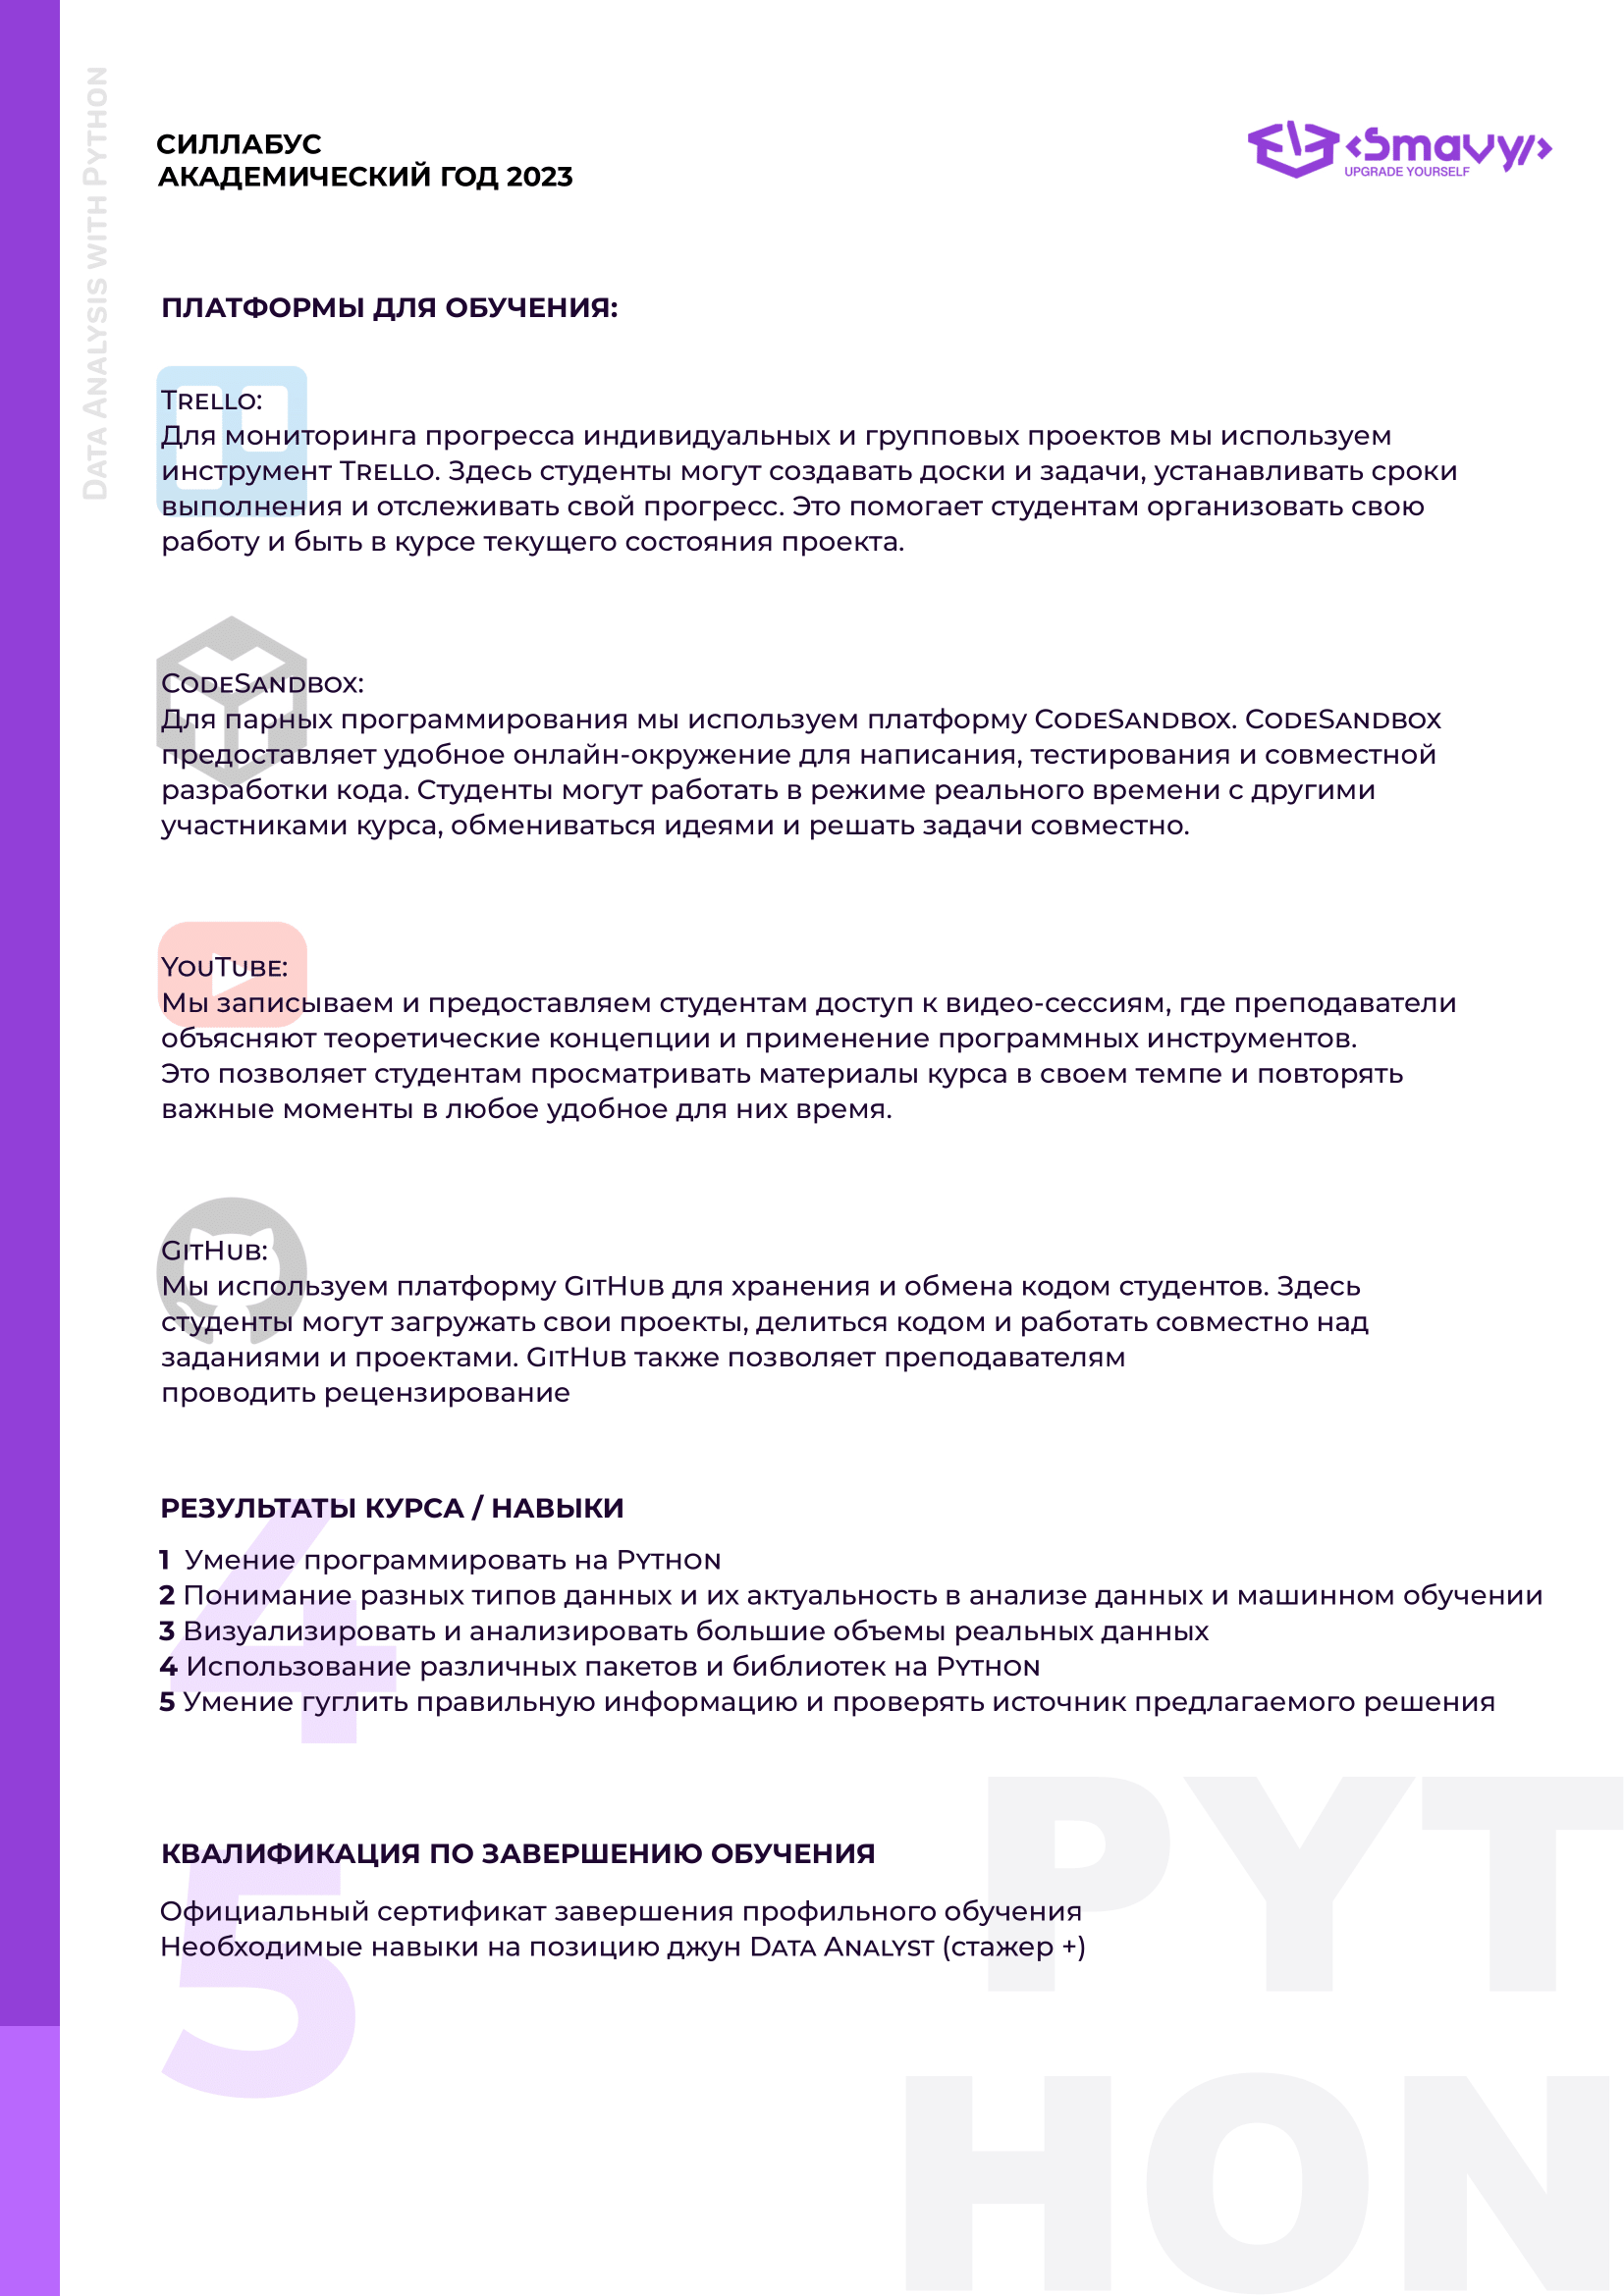 Data Analysis with Python
СИЛЛАБУС
АКАДЕМИЧЕСКИЙ ГОД 2023
<Smavy/>
UPGRADE YOURSELF
ПЛАТФОРМЫ ДЛЯ ОБУЧЕНИЯ:
Trello:
Для мониторинга прогресса индивидуальных и групповых проектов мы используем
инструмент Trello. Здесь студенты могут создавать доски и задачи, устанавливать сроки
выполнения и отслеживать свой прогресс. Это помогает студентам организовать свою
работу и быть в курсе текущего состояния проекта.
CodeSandbox:
Для парных программирования мы используем платформу CodeSandbox. CodeSandbox
предоставляет удобное онлайн-окружение для написания, тестирования и совместной
разработки кода. Студенты могут работать в режиме реального времени с другими
участниками курса, обмениваться идеями и решать задачи совместно.
YouTube:
Мы записываем и предоставляем студентам доступ к видео-сессиям, где преподаватели
объясняют теоретические концепции и применение программных инструментов.
Это позволяет студентам просматривать материалы курса в своем темпе и повторять
важные моменты в любое удобное для них время.
GitHub:
Мы используем платформу GitHub для хранения и обмена кодом студентов. Здесь
студенты могут загружать свои проекты, делиться кодом и работать совместно над
заданиями и проектами. GitHub также позволяет преподавателям
проводить рецензирование
4
РЕЗУЛЬТАТЫ КУРСА / НАВЫКИ
1 Умение программировать на Python
2 Понимание разных типов данных и их актуальность в анализе данных и машинном обучении
3 Визуализировать и анализировать большие объемы реальных данных
4 Использование различных пакетов и библиотек на Python
5 Умение гуглить правильную информацию и проверять источник предлагаемого решения
5
КВАЛИФИКАЦИЯ ПО ЗАВЕРШЕНИЮ ОБУЧЕНИЯ
Официальный сертификат завершения профильного обучения
Необходимые навыки на позицию джун Data Analyst (стажер +)
PYT
HON